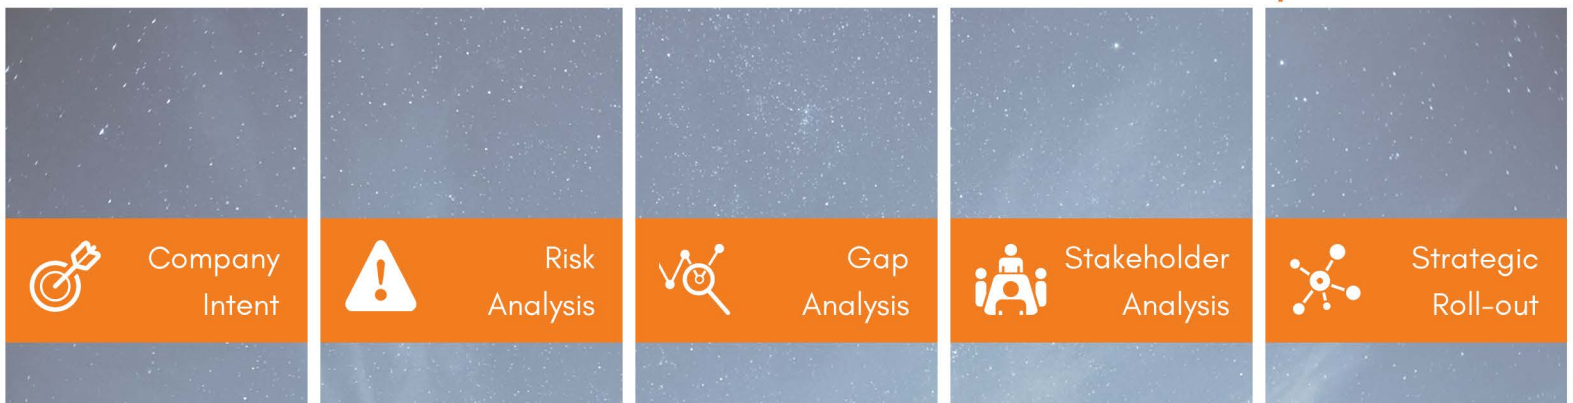 Company
Intent
Risk
Analysis
Gap
Analysis
Stakeholder
Analysis
Strategic
Roll-out